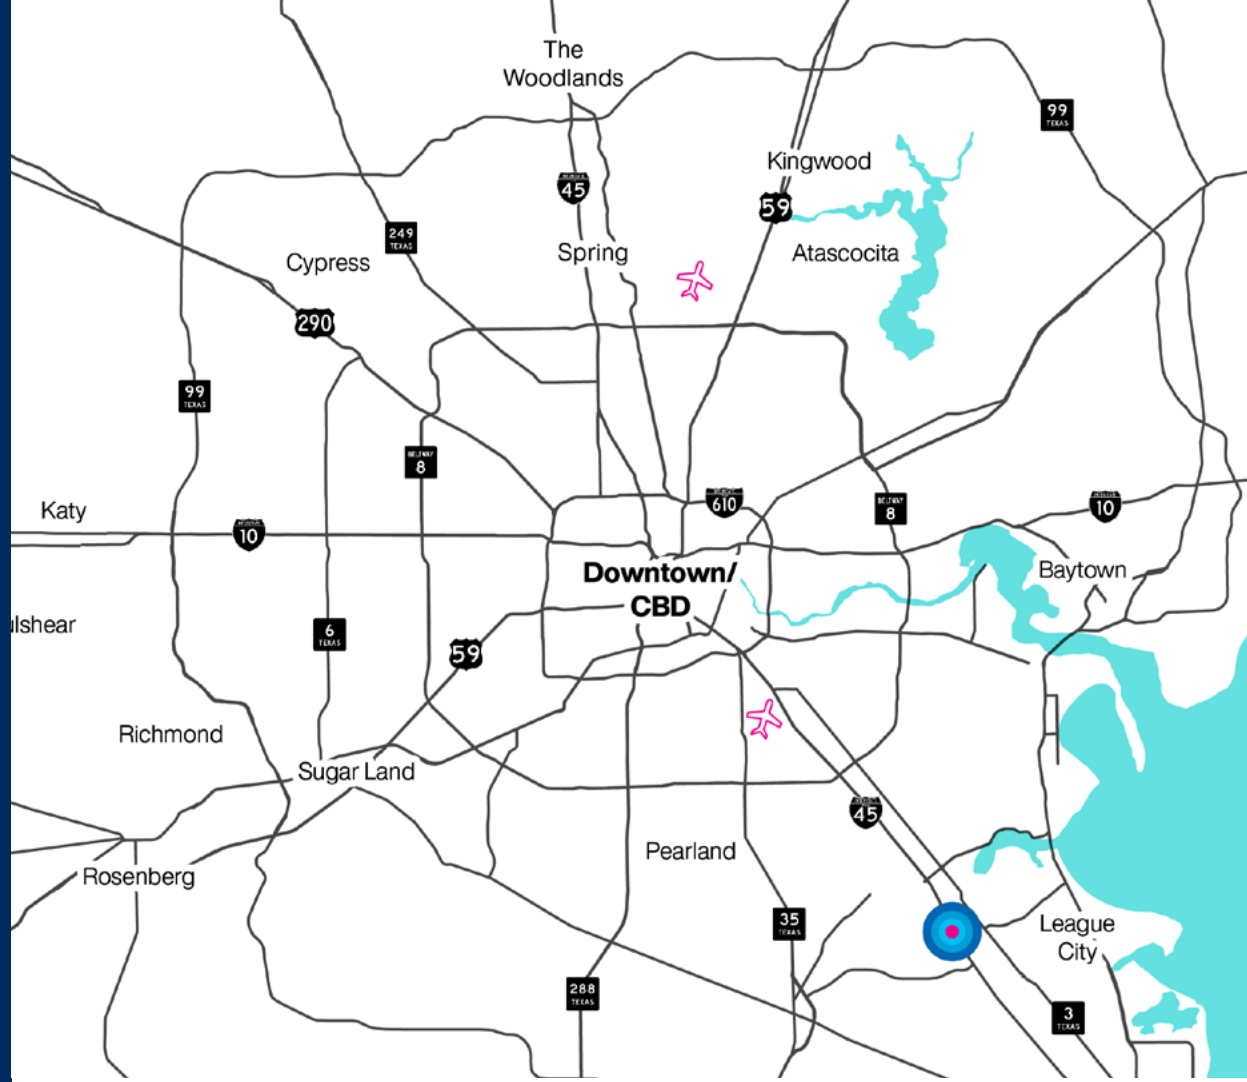 The
Woodlands
99
TEXAS
Kingwood
45
59
249
TEXAS
Spring
Atascocita
Cypress
290
99
TEXAS
BELTWAY
8
610
Katy
BELTWAY
8
10
10
Downtown/
CBD
Baytown
ulshear
6
TEXAS
59
Richmond
Sugar Land
45
Pearland
Rosenberg
35
TEXAS
League
City
288
TEXAS
3
TEXAS